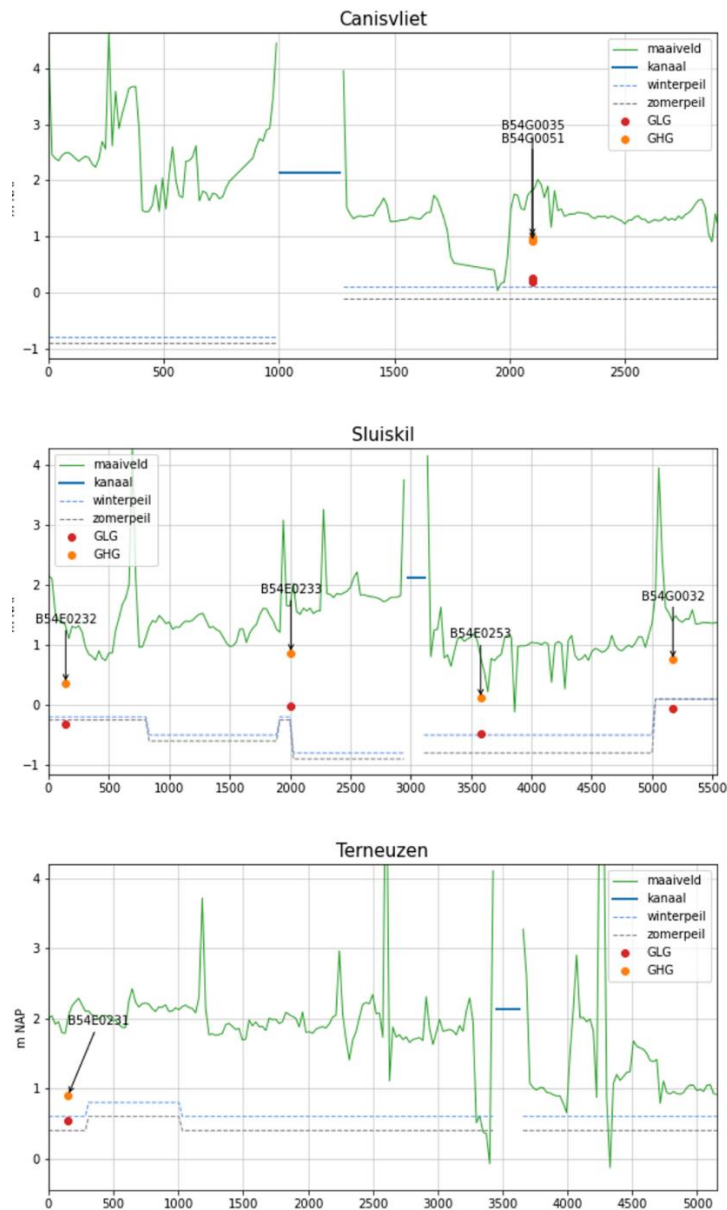 Canisvliet
4
3
2
1
0
−1
maaiveld
kanaal
winterpeil
zomerpeil
GLG
GHG
B54G0035
B54G0051
0
500
1000
1500
2000
2500
Sluiskil
4
3
2
1
0
−1
maaiveld
kanaal
winterpeil
zomerpeil
GLG
GHG
B54E0232
B54E0233
B54E0253
B54G0032
0
500
1000
1500
2000
2500
3000
3500
4000
4500
5000
5500
Terneuzen
m NAP
4
3
2
1
0
maaiveld
kanaal
winterpeil
zomerpeil
GLG
GHG
B54E0231
0
500
1000
1500
2000
2500
3000
3500
4000
4500
5000